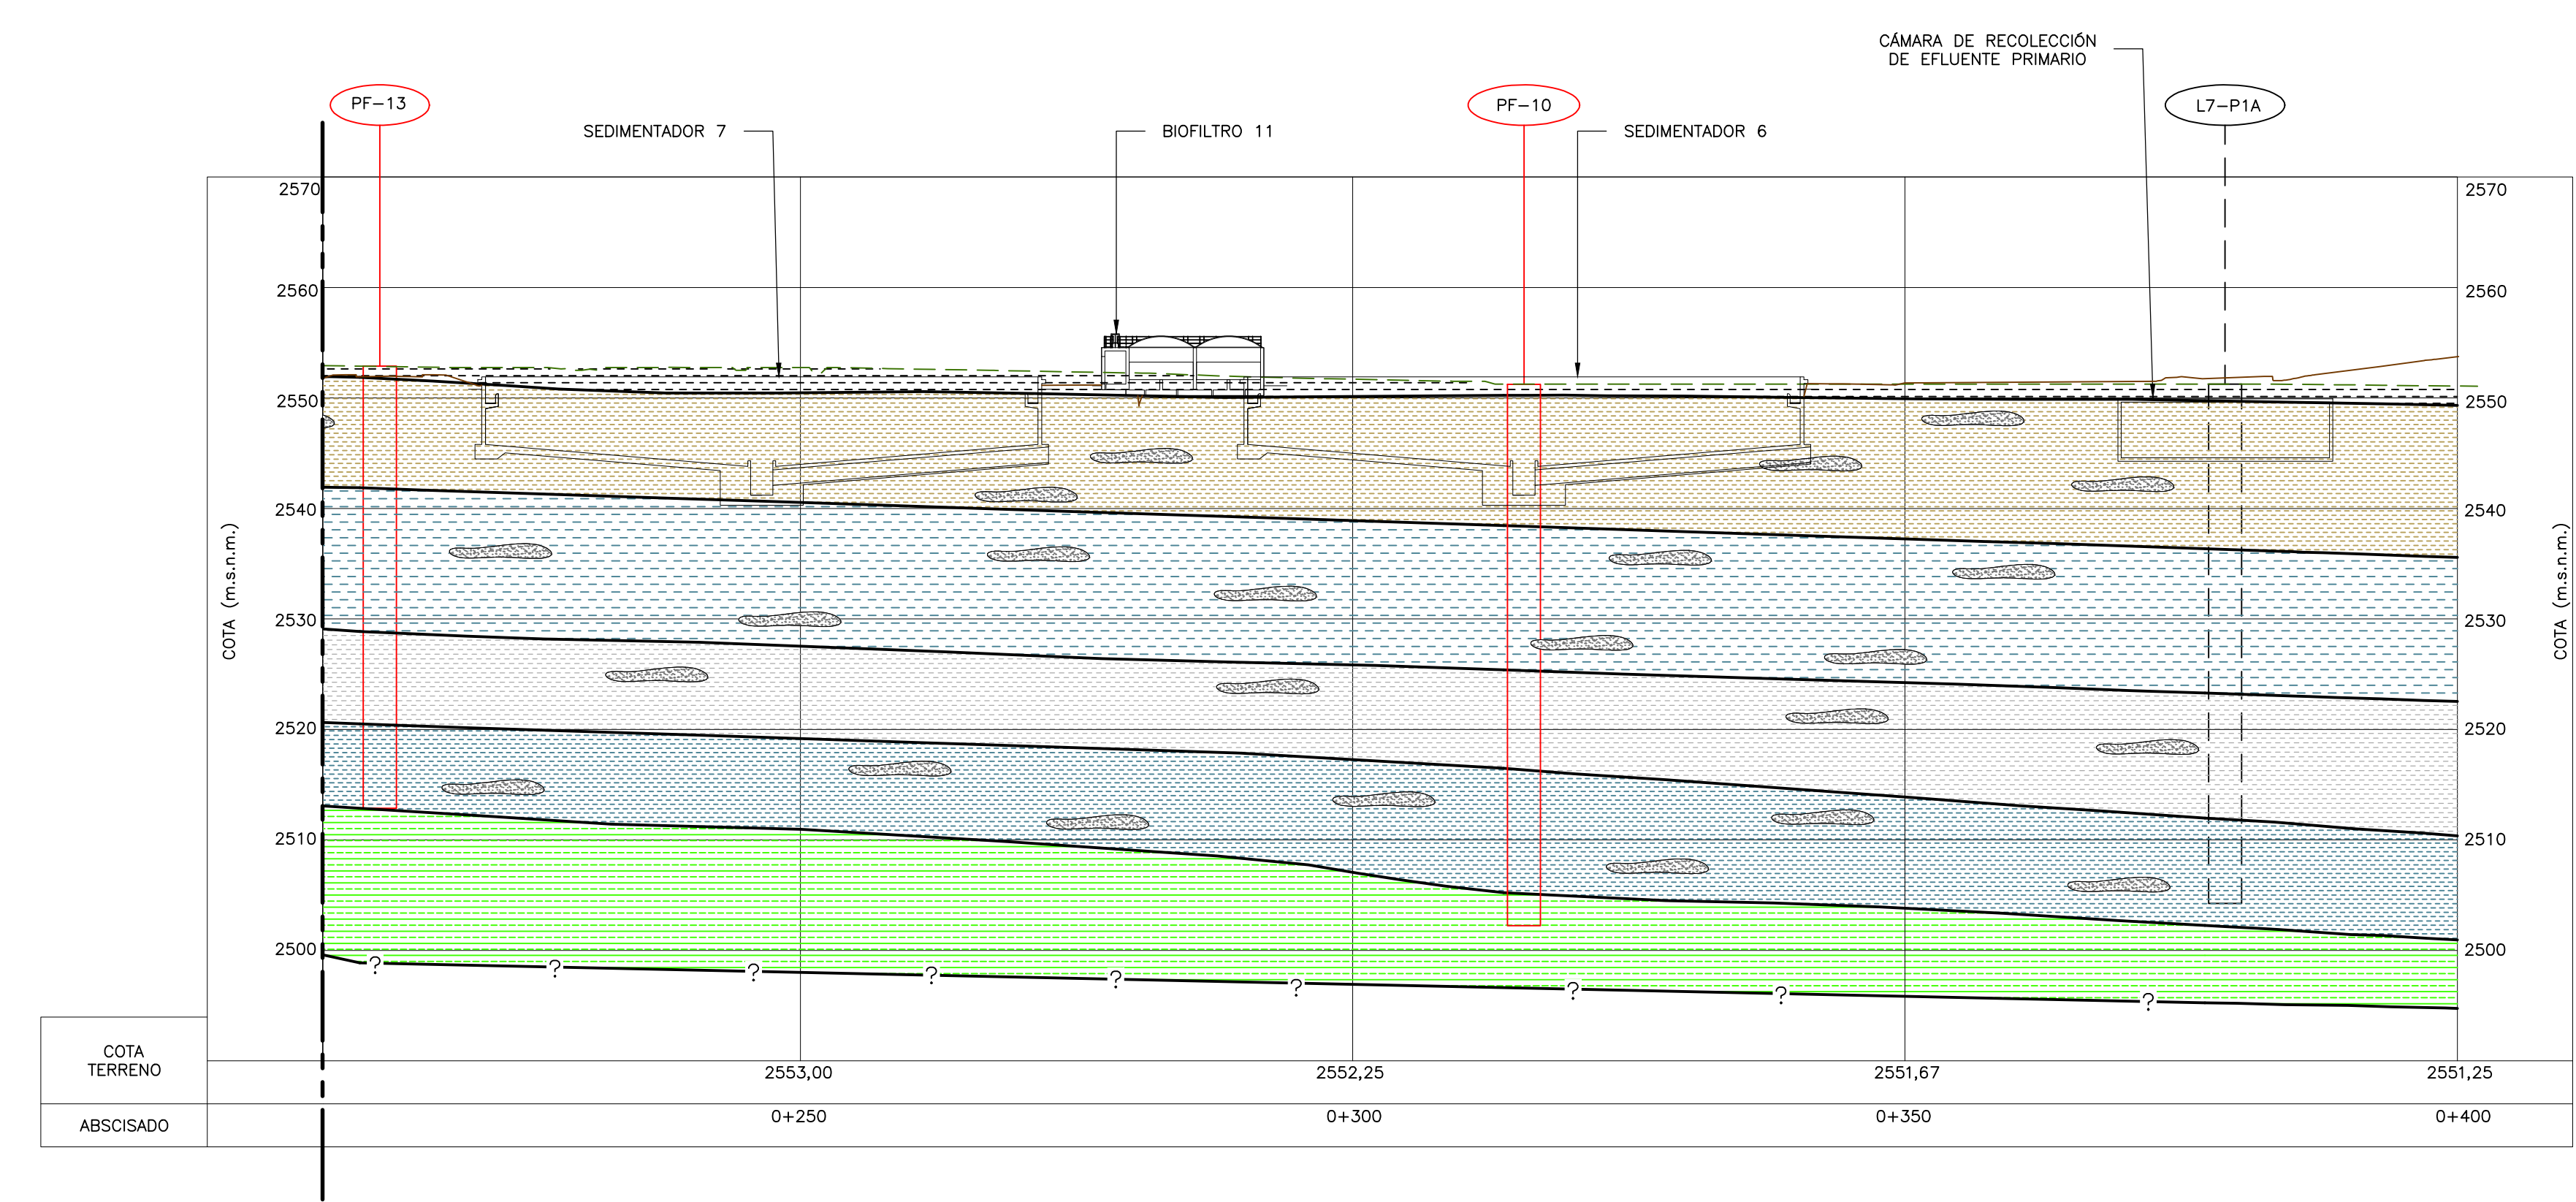 CÁMARA DE RECOLECCIÓN
DE EFLUENTE PRIMARIO
PF-13
PF-10
L7-P1A
SEDIMENTADOR 7
BIOFILTRO 11
SEDIMENTADOR 6
2570
2570
2560
2560
2550
2550
2540
2540
2530
2530
2520
2520
2510
2510
2500
2500
COTA (m.s.n.m.)
COTA (m.s.n.m.)
? ? ? ? ? ? ? ? ?
COTA
TERRENO
2553,00
2552,25
2551,67
2551,25
ABSCISADO
0+250
0+300
0+350
0+400